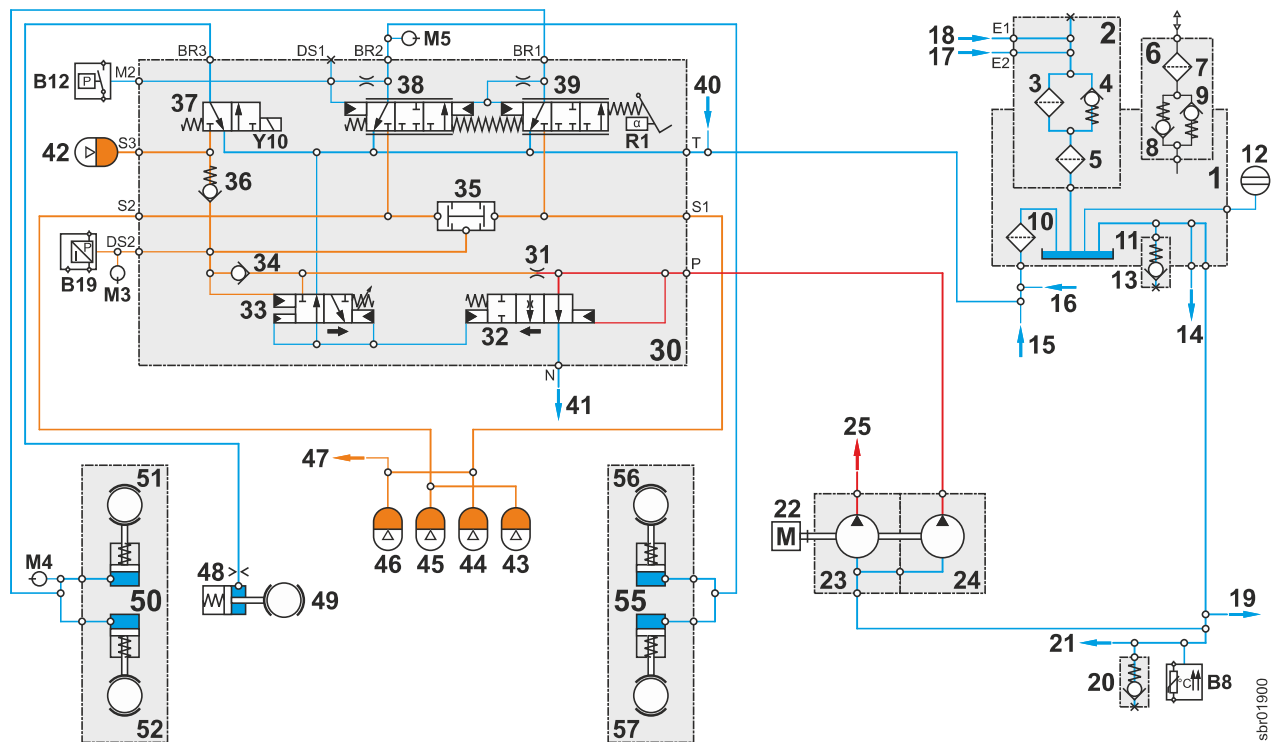 BR3
DS1
BR2
M5
BR1
18
E1
17
E2
2
6
7
B12
P
M2
38
39
40
3
4
9
37
Y10
α
R1
42
S3
T
5
8
12
36
1
35
S2
S1
10
11
B19
P
DS2
34
31
P
M3
13
33
32
30
16
14
15
N
41
25
47
51
56
22
M
M4
48
46
45
44
43
23
24
50
49
55
19
21
20
°C
B8
52
57
sbr01900